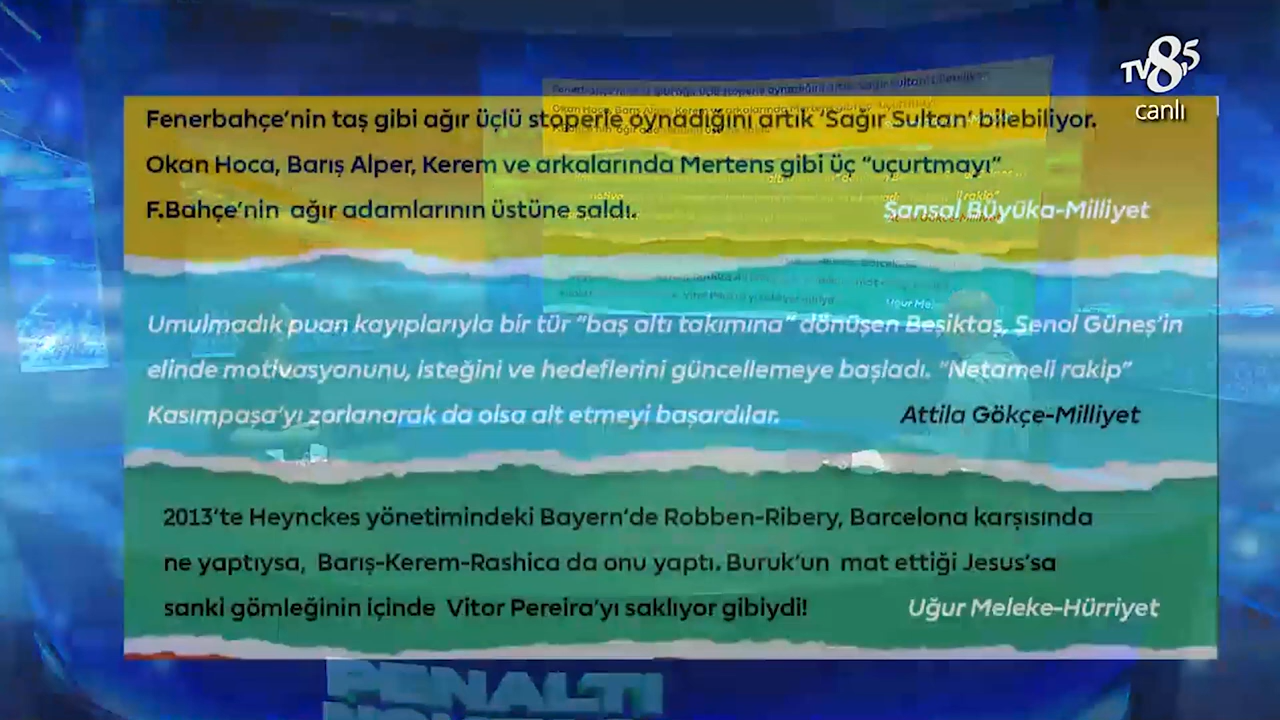 TV8,5
canlı
Fenerbahçe'nin taş gibi ağır üçlü stoperle oynadığını artık 'Sağır Sultan' bilebiliyor.
Okan Hoca, Barış Alper, Kerem ve arkalarında Mertens gibi üç "uçurtmayı"
F.Bahçe'nin ağır adamlarının üstüne saldı.
Şansal Büyüka-Milliyet
Umulmadık puan kayıplarıyla bir tür "baş altı takımına" dönüşen Beşiktaş, Şenol Güneş'in
elinde motivasyonunu, isteğini ve hedeflerini güncellemeye başladı. "Netameli rakip"
Kasımpaşa'yı zorlanarak da olsa alt etmeyi başardılar.
Attila Gökçe-Milliyet
2013'te Heynckes yönetimindeki Bayern'de Robben-Ribery, Barcelona karşısında
ne yaptıysa, Barış-Kerem-Rashica da onu yaptı. Buruk'un mat ettiği Jesus'sa
sanki gömleğinin içinde Vitor Pereira'yı saklıyor gibiydi!
Uğur Meleke-Hürriyet
PENALTI